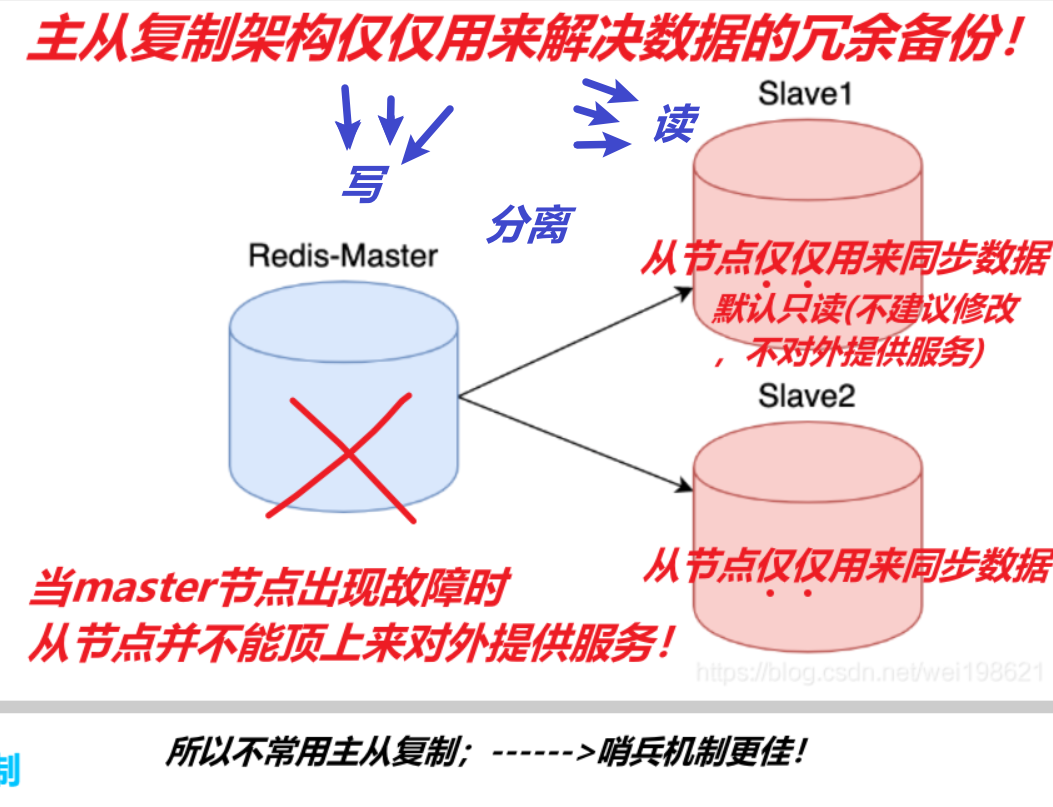 主从复制架构仅仅用来解决数据的冗余备份！
Slave1
读
写
分离
Redis-Master
从节点仅仅用来同步数据
默认只读(不建议修改
，不对外提供服务)
Slave2
从节点仅仅用来同步数据
当master节点出现故障时
从节点并不能顶上来对外提供服务！
https://blog.csdn.net/wei198621
所以不常用主从复制；------>哨兵机制更佳！
制